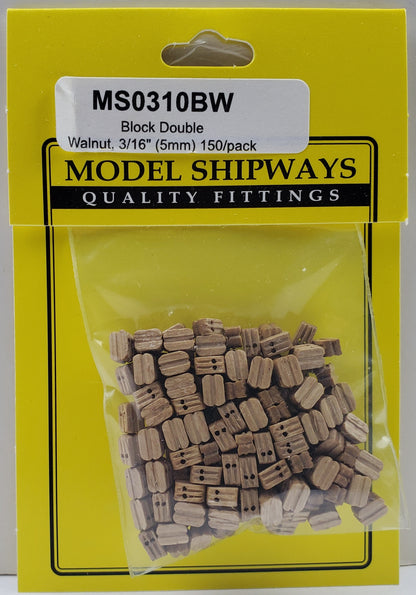 MS0310BW
Block Double
Walnut, 3/16" (5mm) 150/pack
MODEL SHIPWAYS
QUALITY FITTINGS